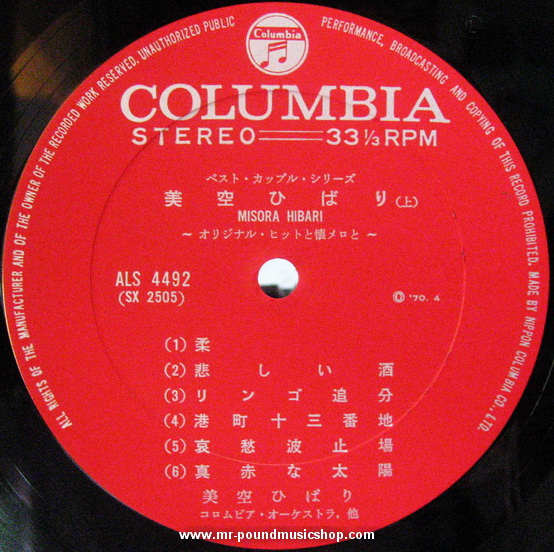 ALL RIGHTS OF THE MANUFACTURER AND OF THE OWNER OF THE RECORDED WORK RESERVED. UNAUTHORIZED PUBLIC PERFORMANCE, BROADCASTING AND COPYING OF THIS RECORD PROHIBITED. MADE BY NIPPON COLUMBIA CO., LTD.
Columbia
COLUMBIA
STEREO 33 1/3 RPM
ベスト・カップル・シリーズ
美空ひばり(上)
MISORA HIBARI
〜オリジナル・ヒットと懐メロと〜
ALS 4492
(SX 2505)
Ⓟ '70. 4
(1) 柔
(2) 悲しい酒
(3) リンゴ追分
(4) 港町十三番地
(5) 哀愁波止場
(6) 真赤な太陽
美空ひばり
コロムビア・オーケストラ, 他
www.mr-poundmusicshop.com